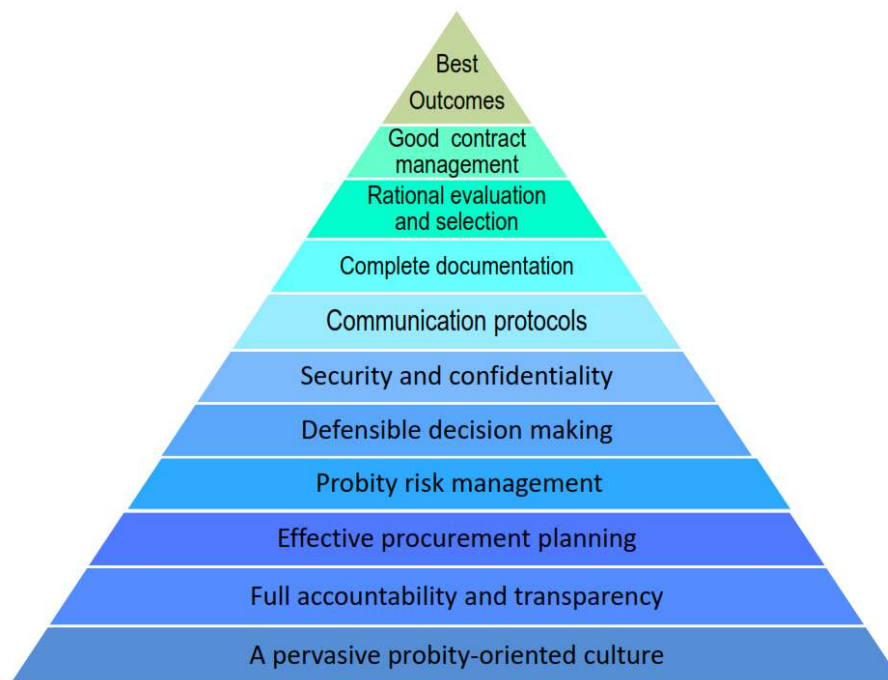 Best
Outcomes
Good contract
management
Rational evaluation
and selection
Complete documentation
Communication protocols
Security and confidentiality
Defensible decision making
Probity risk management
Effective procurement planning
Full accountability and transparency
A pervasive probity-oriented culture